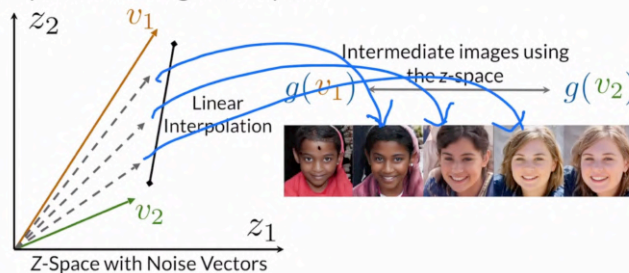 z₂
v₁
Intermediate images using
the z-space
g(v₁)
g(v₂)
Linear
Interpolation
v₂
z₁
Z-Space with Noise Vectors